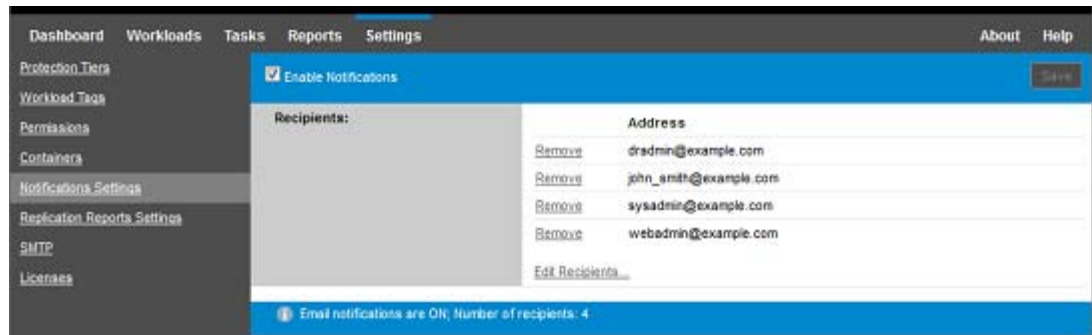 Dashboard Workloads Tasks Reports Settings About Help
Protection Tiers
Workload Tags
Permissions
Containers
Notifications Settings
Replication Reports Settings
SMTP
Licenses
Enable Notifications
Save
Recipients:
Address
Remove dradmin@example.com
Remove john_smith@example.com
Remove sysadmin@example.com
Remove webadmin@example.com
Edit Recipients...
Email notifications are ON; Number of recipients: 4